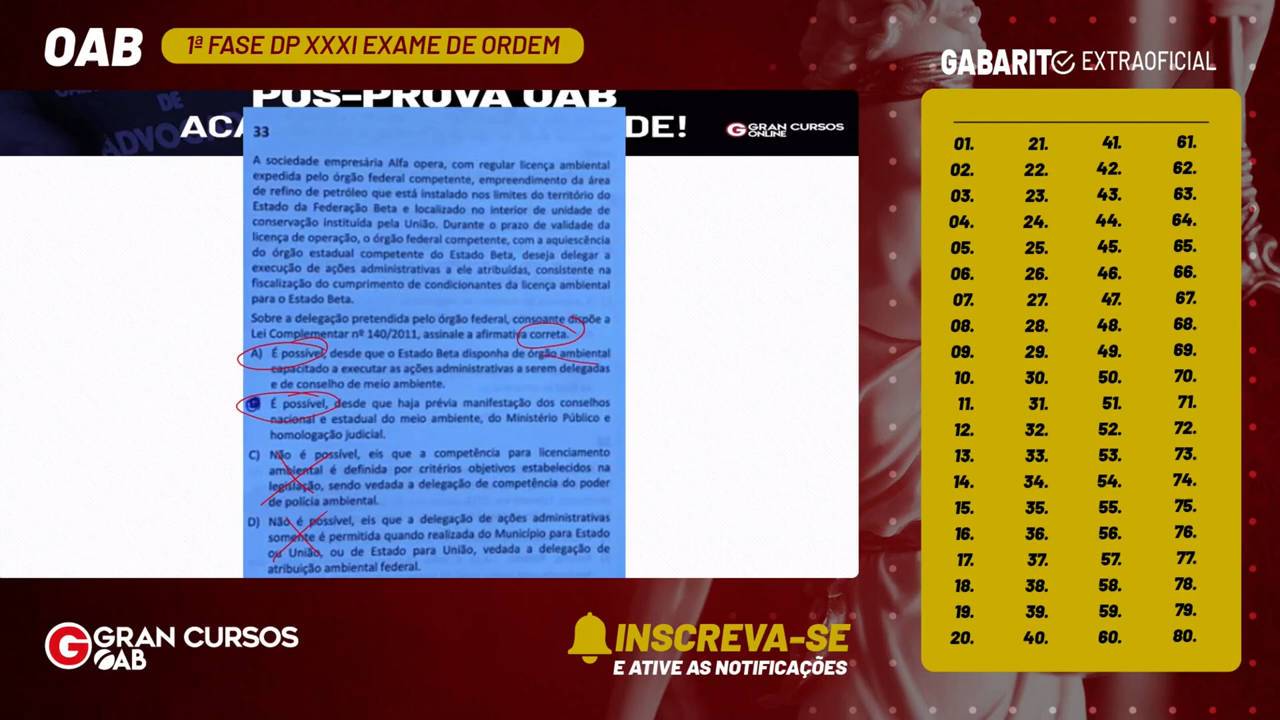 OAB
1ª FASE DP XXXI EXAME DE ORDEM
GABARITO EXTRAOFICIAL
DE
ADVO
PÓS-PROVA OAB
ACA
DE!
GRAN CURSOS
ONLINE
33
A sociedade empresária Alfa opera, com regular licença ambiental
expedida pelo órgão federal competente, empreendimento da área
de refino de petróleo que está instalado nos limites do território do
Estado da Federação Beta e localizado no interior de unidade de
conservação instituída pela União. Durante o prazo de validade da
licença de operação, o órgão federal competente, com a aquiescência
do órgão estadual competente do Estado Beta, deseja delegar a
execução de ações administrativas a ele atribuídas, consistente na
fiscalização do cumprimento de condicionantes da licença ambiental
para o Estado Beta.
Sobre a delegação pretendida pelo órgão federal, consoante dispõe a
Lei Complementar nº 140/2011, assinale a afirmativa correta.
A) É possível, desde que o Estado Beta disponha de órgão ambiental
capacitado a executar as ações administrativas a serem delegadas
e de conselho de meio ambiente.
É possível, desde que haja prévia manifestação dos conselhos
nacional e estadual do meio ambiente, do Ministério Público e
homologação judicial.
C) Não é possível, eis que a competência para licenciamento
ambiental é definida por critérios objetivos estabelecidos na
legislação, sendo vedada a delegação de competência do poder
de polícia ambiental.
D) Não é possível, eis que a delegação de ações administrativas
somente é permitida quando realizada do Município para Estado
ou União, ou de Estado para União, vedada a delegação de
atribuição ambiental federal.
01. 21. 41. 61.
02. 22. 42. 62.
03. 23. 43. 63.
04. 24. 44. 64.
05. 25. 45. 65.
06. 26. 46. 66.
07. 27. 47. 67.
08. 28. 48. 68.
09. 29. 49. 69.
10. 30. 50. 70.
11. 31. 51. 71.
12. 32. 52. 72.
13. 33. 53. 73.
14. 34. 54. 74.
15. 35. 55. 75.
16. 36. 56. 76.
17. 37. 57. 77.
18. 38. 58. 78.
19. 39. 59. 79.
20. 40. 60. 80.
G GRAN CURSOS
OAB
INSCREVA-SE
E ATIVE AS NOTIFICAÇÕES